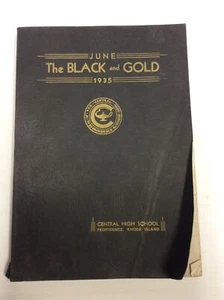 JUNE
The BLACK and GOLD
1935
CENTRAL HIGH SCHOOL
PROVIDENCE, RHODE ISLAND